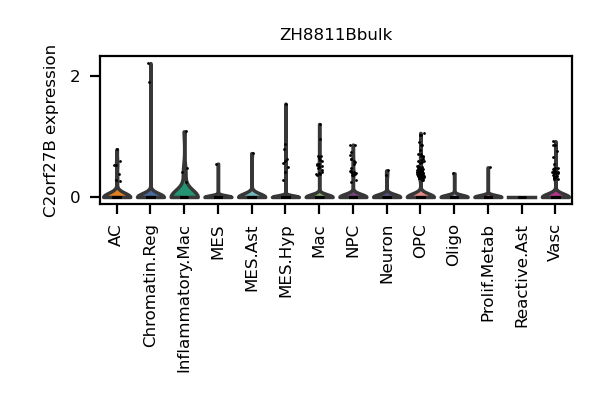 ZH8811Bbulk
C2orf27B expression
2
0
AC
Chromatin.Reg
Inflammatory.Mac
MES
MES.Ast
MES.Hyp
Mac
NPC
Neuron
OPC
Oligo
Prolif.Metab
Reactive.Ast
Vasc